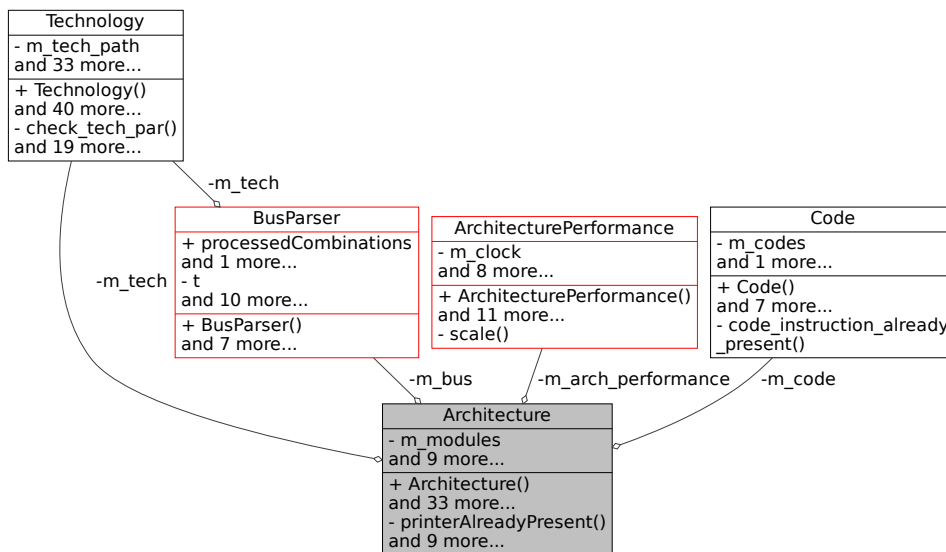 Technology
- m_tech_path
and 33 more...
+ Technology()
and 40 more...
- check_tech_par()
and 19 more...
-m_tech
BusParser
+ processedCombinations
and 1 more...
- t
and 10 more...
+ BusParser()
and 7 more...
ArchitecturePerformance
- m_clock
and 8 more...
+ ArchitecturePerformance()
and 11 more...
- scale()
Code
- m_codes
and 1 more...
+ Code()
and 7 more...
- code_instruction_already
_present()
-m_tech
-m_bus
-m_arch_performance
-m_code
Architecture
- m_modules
and 9 more...
+ Architecture()
and 33 more...
- printerAlreadyPresent()
and 9 more...